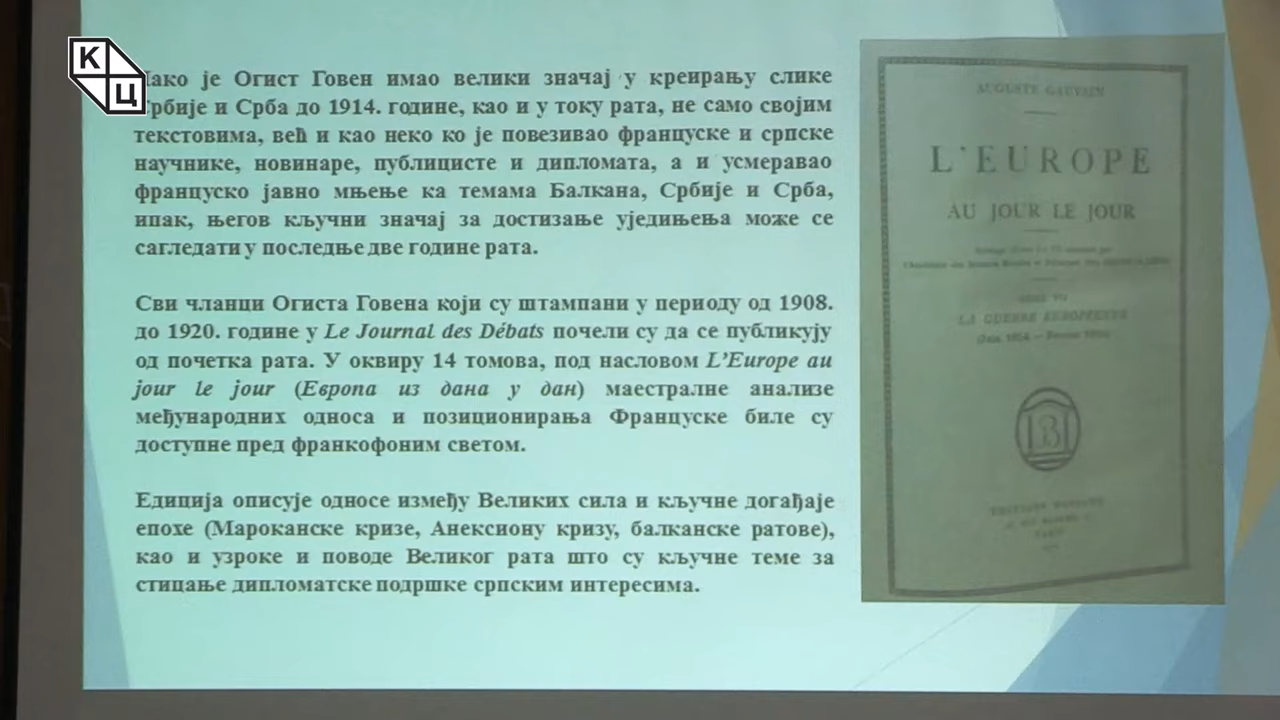 К
Ц
ако је Огист Говен имао велики значај у креирању слике
рбије и Срба до 1914. године, као и у току рата, не само својим
текстовима, већ и као неко ко је повезивао француске и српске
научнике, новинаре, публицисте и дипломата, а и усмеравао
француско јавно мњење ка темама Балкана, Србије и Срба,
ипак, његов кључни значај за достизање уједињења може се
сагледати у последње две године рата.
Сви чланци Огиста Говена који су штампани у периоду од 1908.
до 1920. године у Le Journal des Débats почели су да се публикују
од почетка рата. У оквиру 14 томова, под насловом L’Europe au
jour le jour (Европа из дана у дан) маестралне анализе
међународних односа и позиционирања Француске биле су
доступне пред франкофоним светом.
Едиција описује односе између Великих сила и кључне догађаје
епохе (Мароканске кризе, Анексиону кризу, балканске ратове),
као и узроке и поводе Великог рата што су кључне теме за
стицање дипломатске подршке српским интересима.
AUGUSTE GAUVAIN
L'EUROPE
AU JOUR LE JOUR
LA GUERRE EUROPÉENNE